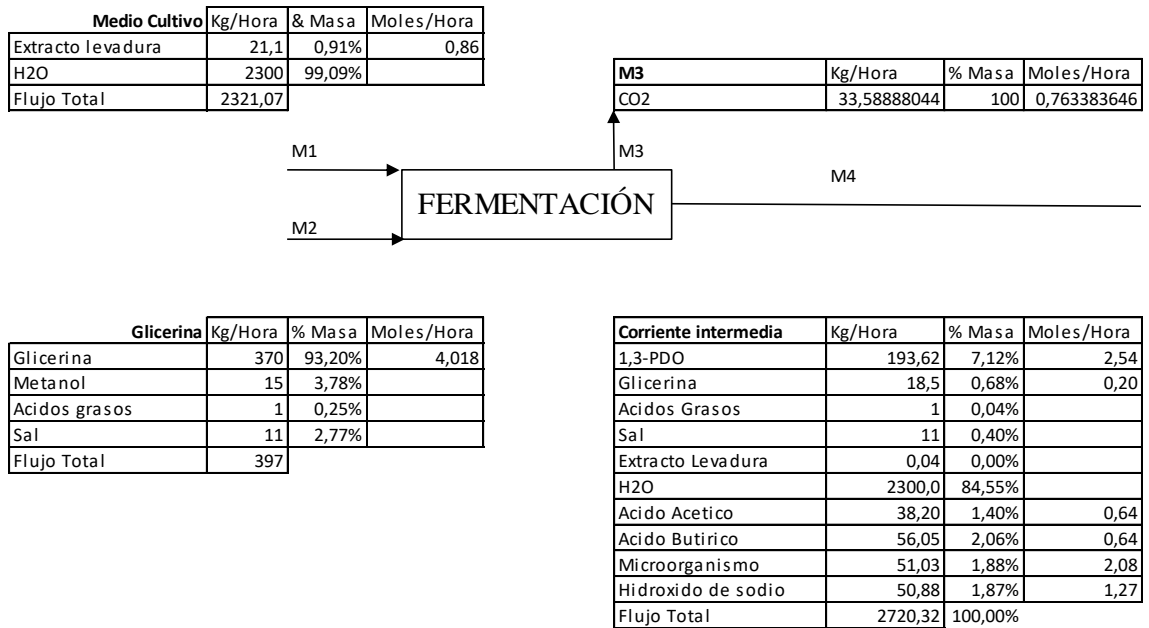 Medio Cultivo Kg/Hora & Masa Moles/Hora
Extracto levadura 21,1 0,91% 0,86
H2O 2300 99,09%
Flujo Total 2321,07
M3 Kg/Hora % Masa Moles/Hora
CO2 33,58888044 100 0,763383646
M1
M3
M4
FERMENTACIÓN
M2
Glicerina Kg/Hora % Masa Moles/Hora
Glicerina 370 93,20% 4,018
Metanol 15 3,78%
Acidos grasos 1 0,25%
Sal 11 2,77%
Flujo Total 397
Corriente intermedia Kg/Hora % Masa Moles/Hora
1,3-PDO 193,62 7,12% 2,54
Glicerina 18,5 0,68% 0,20
Acidos Grasos 1 0,04%
Sal 11 0,40%
Extracto Levadura 0,04 0,00%
H2O 2300,0 84,55%
Acido Acetico 38,20 1,40% 0,64
Acido Butirico 56,05 2,06% 0,64
Microorganismo 51,03 1,88% 2,08
Hidroxido de sodio 50,88 1,87% 1,27
Flujo Total 2720,32 100,00%